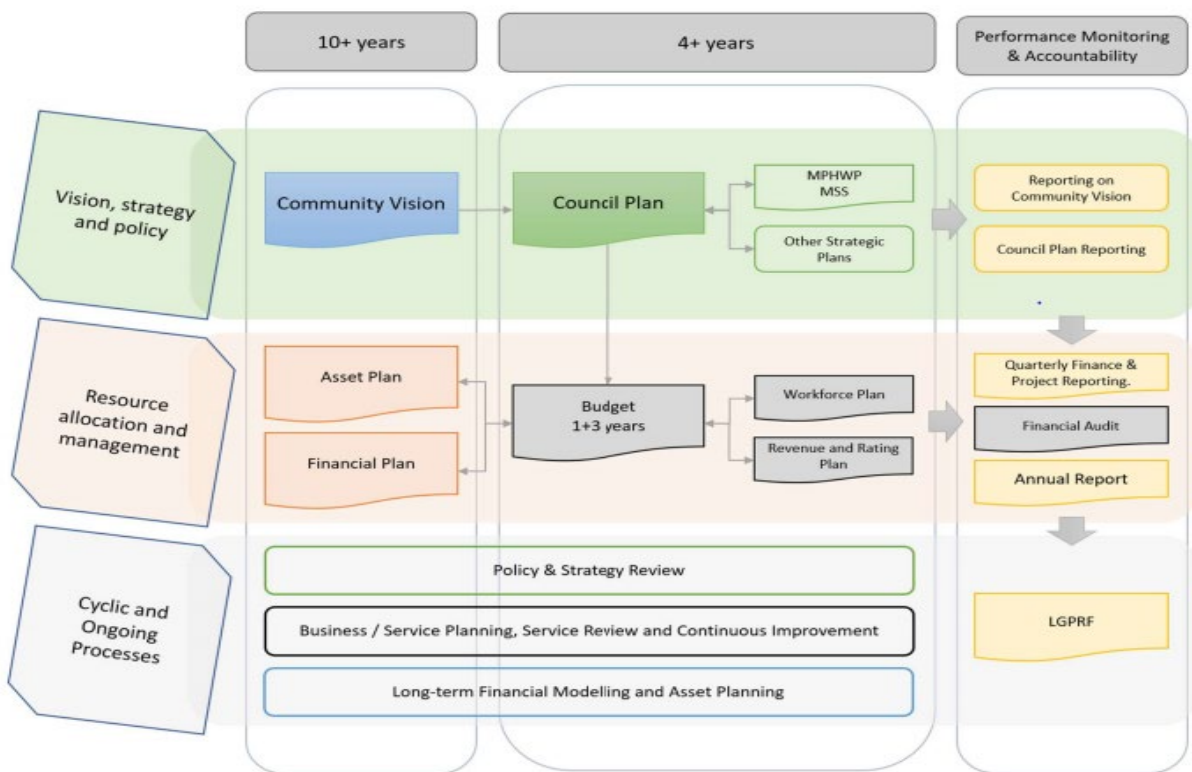 10+ years
4+ years
Performance Monitoring
& Accountability
Vision, strategy
and policy
Community Vision
Council Plan
MPHWP
MSS
Other Strategic
Plans
Reporting on
Community Vision
Council Plan Reporting
Resource
allocation and
management
Asset Plan
Financial Plan
Budget
1+3 years
Workforce Plan
Revenue and Rating
Plan
Quarterly Finance &
Project Reporting.
Financial Audit
Annual Report
Cyclic and
Ongoing
Processes
Policy & Strategy Review
Business / Service Planning, Service Review and Continuous Improvement
Long-term Financial Modelling and Asset Planning
LGPRF